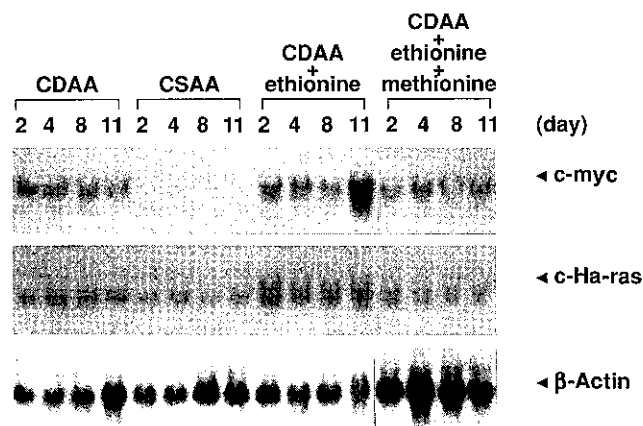 CDAA
+
ethionine
+
methionine
CDAA
+
ethionine
CDAA
CSAA
2 4 8 11 2 4 8 11 2 4 8 11 2 4 8 11 (day)
◄ c-myc
◄ c-Ha-ras
◄ β-Actin